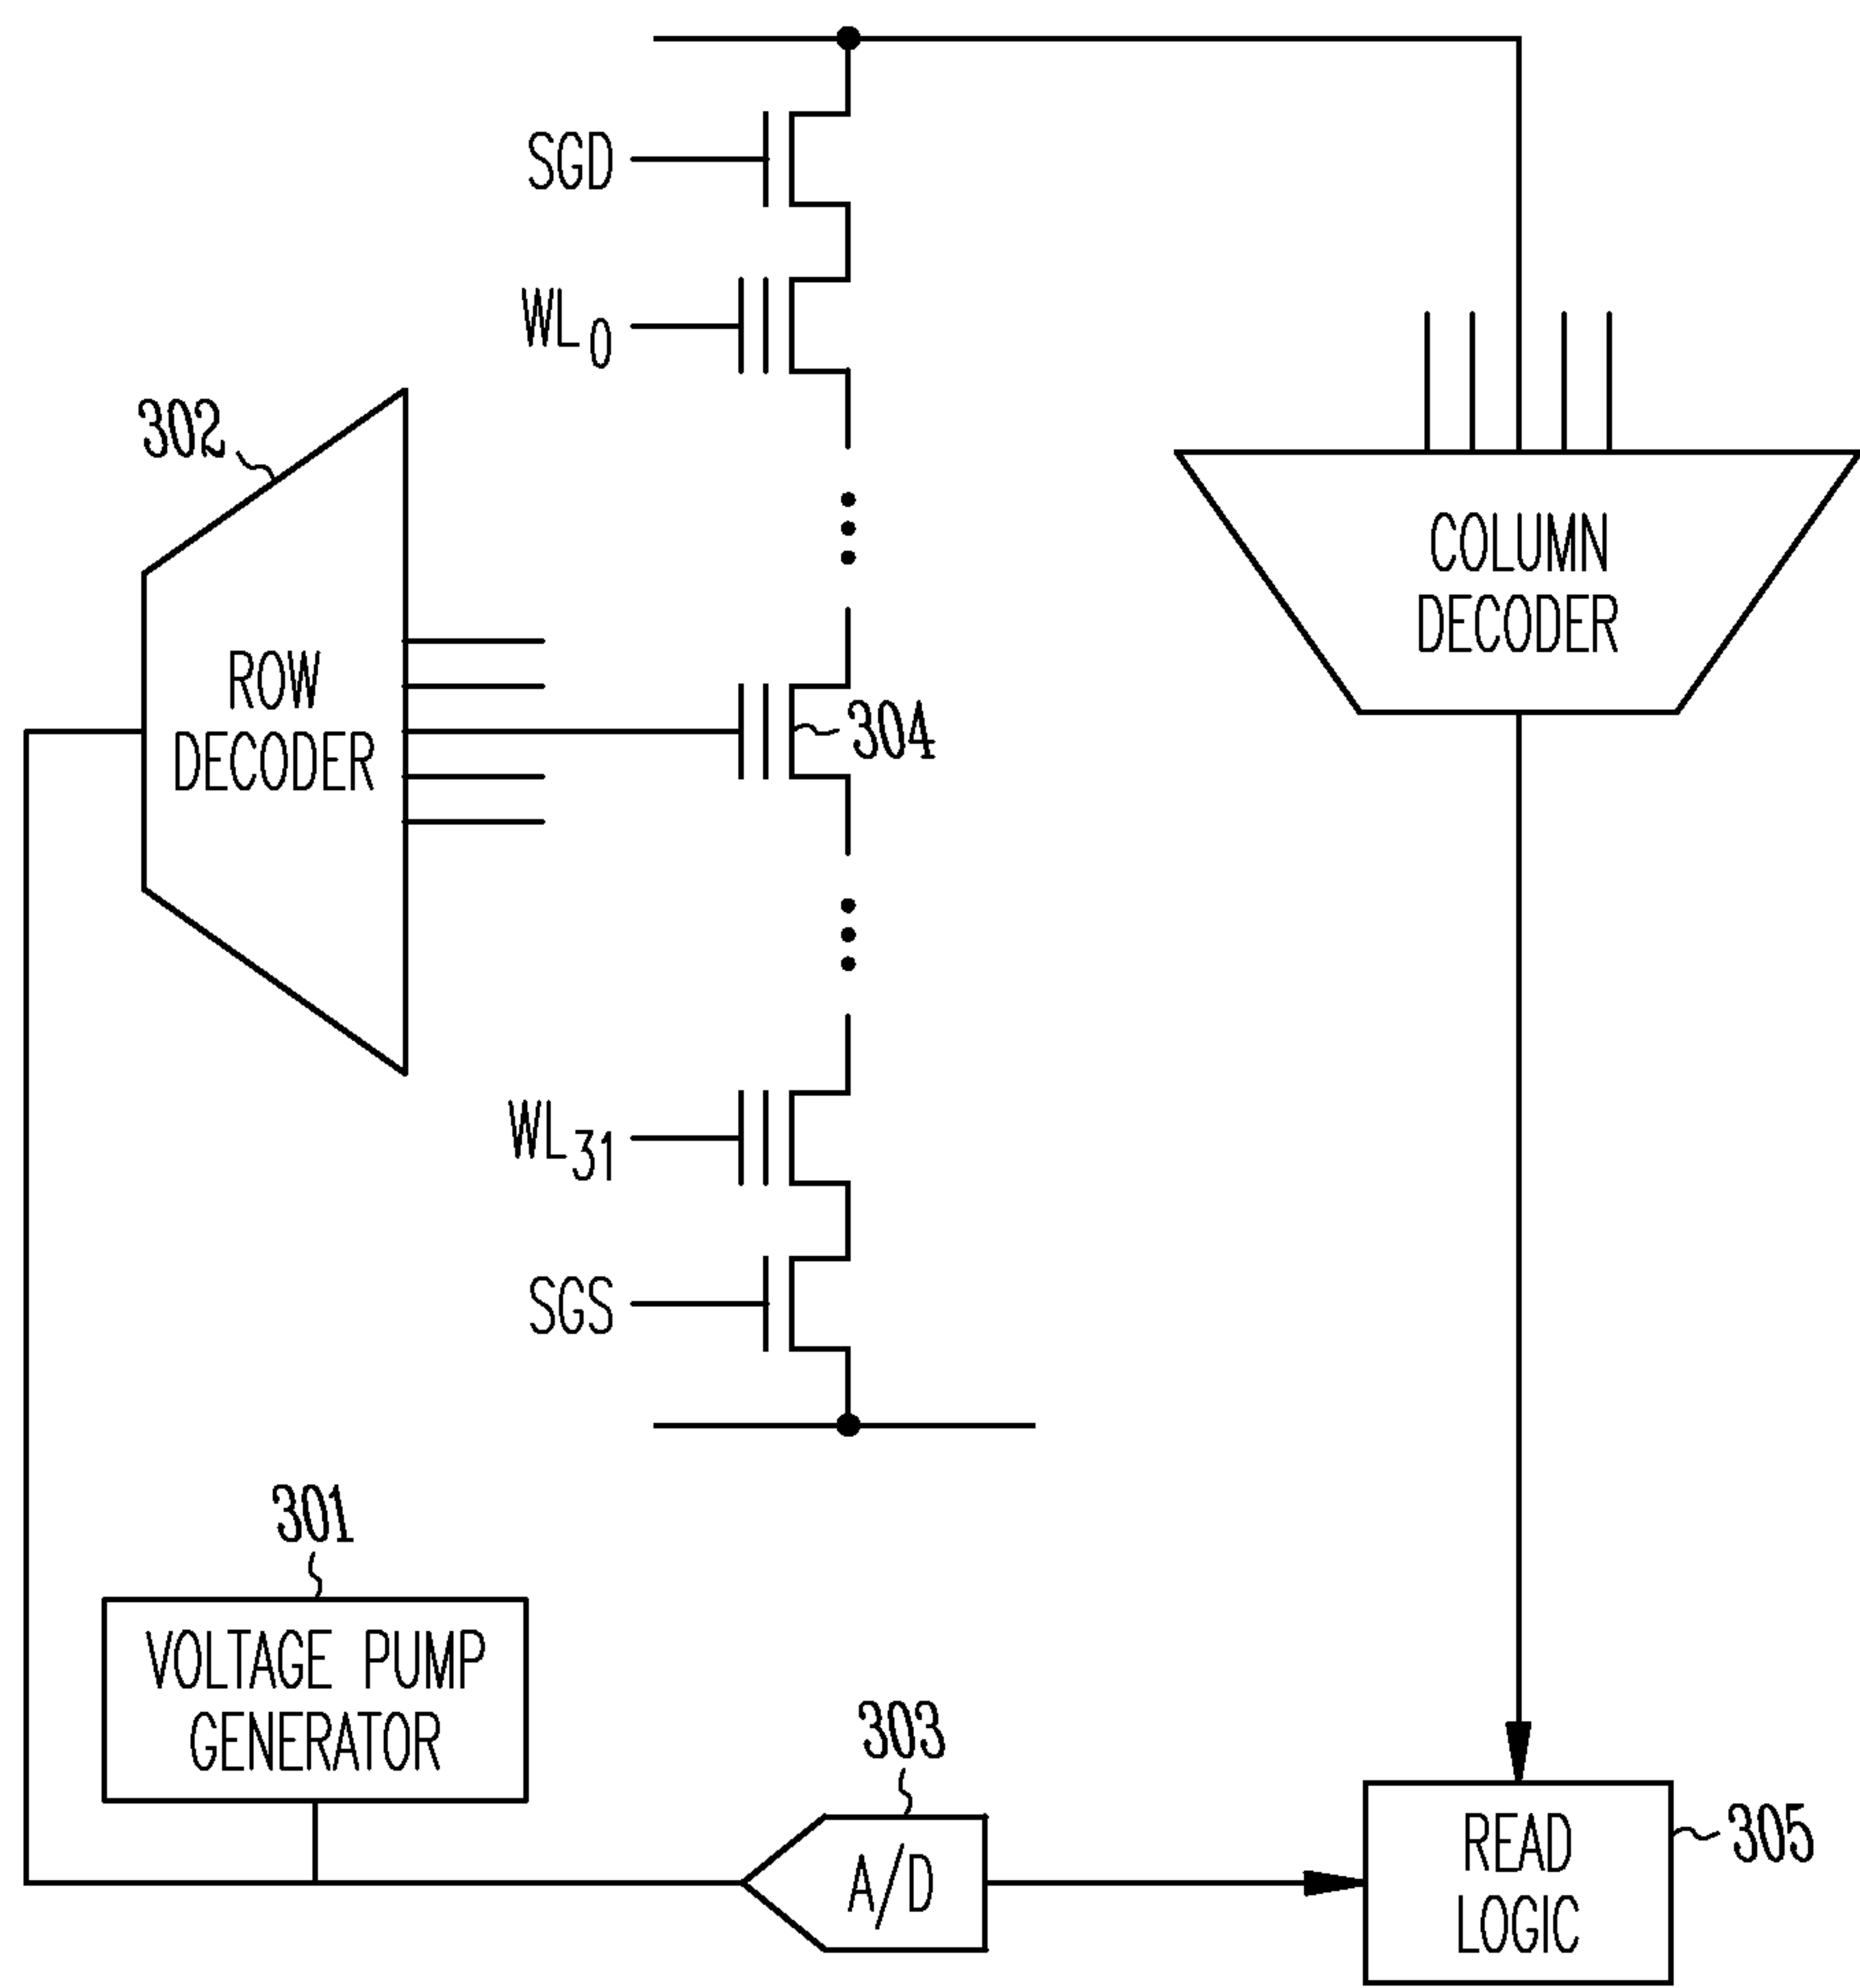 SGD
WL0
302
COLUMN
DECODER
ROW
DECODER
304
WL31
SGS
301
VOLTAGE PUMP
GENERATOR
303
A/D
READ
LOGIC
305